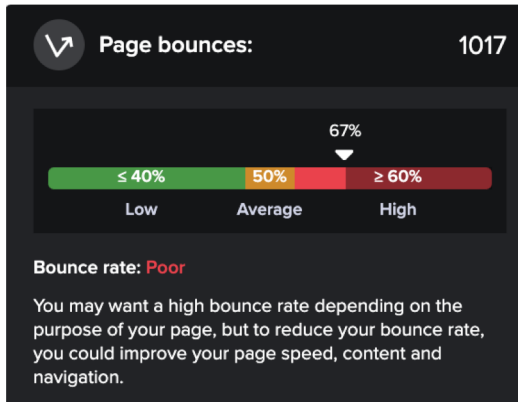 Page bounces: 1017
67%
≤ 40% 50% ≥ 60%
Low Average High
Bounce rate: Poor
You may want a high bounce rate depending on the
purpose of your page, but to reduce your bounce rate,
you could improve your page speed, content and
navigation.